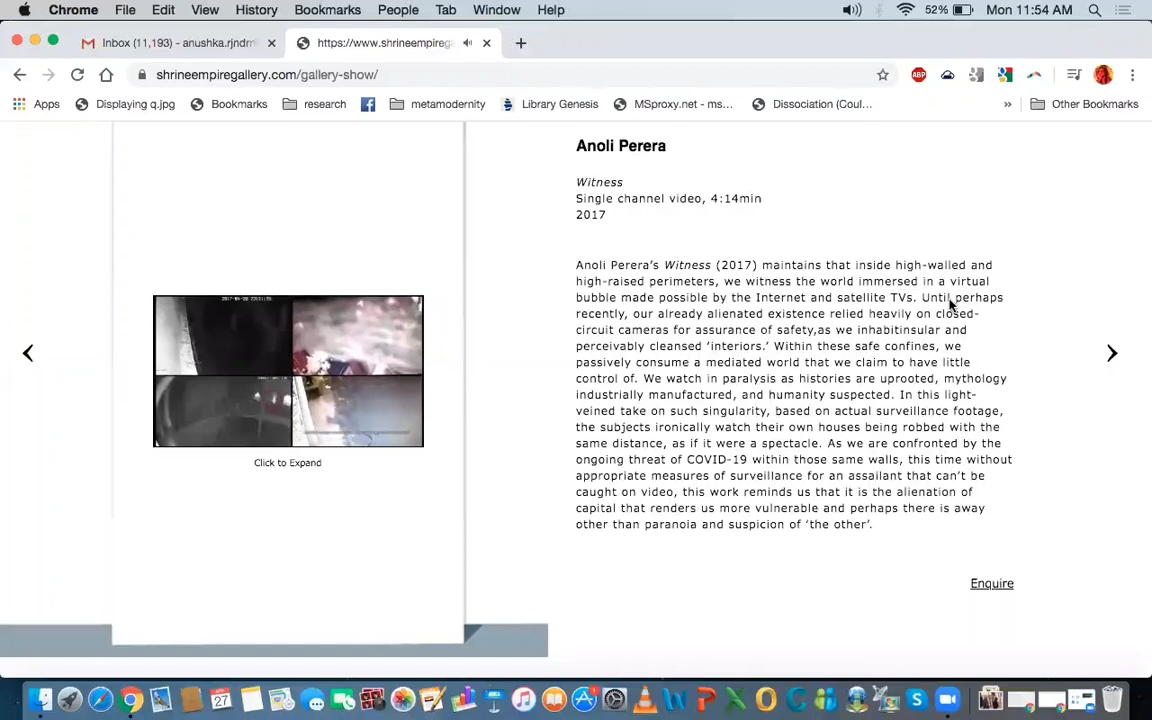 Chrome File Edit View History Bookmarks People Tab Window Help 52% Mon 11:54 AM
Inbox (11,193) - anushka.rjndrn https://www.shrineempirega
shrineempiregallery.com/gallery-show/ ABP
Apps Displaying q.jpg Bookmarks research metamodernity Library Genesis MSproxy.net - ms... Dissociation (Coul... » Other Bookmarks
Anoli Perera
Witness
Single channel video, 4:14min
2017
Anoli Perera's Witness (2017) maintains that inside high-walled and
high-raised perimeters, we witness the world immersed in a virtual
bubble made possible by the Internet and satellite TVs. Until perhaps
recently, our already alienated existence relied heavily on closed-
circuit cameras for assurance of safety,as we inhabitinsular and
perceivably cleansed 'interiors.' Within these safe confines, we
passively consume a mediated world that we claim to have little
control of. We watch in paralysis as histories are uprooted, mythology
industrially manufactured, and humanity suspected. In this light-
veined take on such singularity, based on actual surveillance footage,
the subjects ironically watch their own houses being robbed with the
same distance, as if it were a spectacle. As we are confronted by the
ongoing threat of COVID-19 within those same walls, this time without
appropriate measures of surveillance for an assailant that can't be
caught on video, this work reminds us that it is the alienation of
capital that renders us more vulnerable and perhaps there is away
other than paranoia and suspicion of 'the other'.
Click to Expand
Enquire